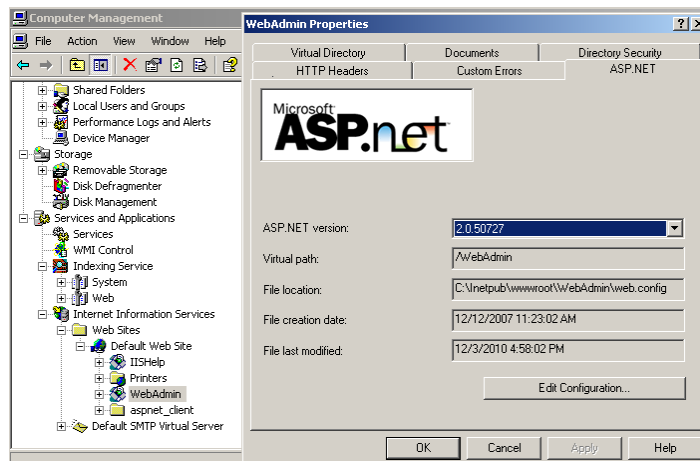 Computer Management
File Action View Window Help
Shared Folders
Local Users and Groups
Performance Logs and Alerts
Device Manager
Storage
Removable Storage
Disk Defragmenter
Disk Management
Services and Applications
Services
WMI Control
Indexing Service
System
Web
Internet Information Services
Web Sites
Default Web Site
IISHelp
Printers
WebAdmin
aspnet_client
Default SMTP Virtual Server
WebAdmin Properties
Virtual Directory Documents Directory Security
HTTP Headers Custom Errors ASP.NET
Microsoft
ASP.net
ASP.NET version: 2.0.50727
Virtual path: /WebAdmin
File location: C:\Inetpub\wwwroot\WebAdmin\web.config
File creation date: 12/12/2007 11:23:02 AM
File last modified: 12/3/2010 4:58:02 PM
Edit Configuration...
OK Cancel Apply Help